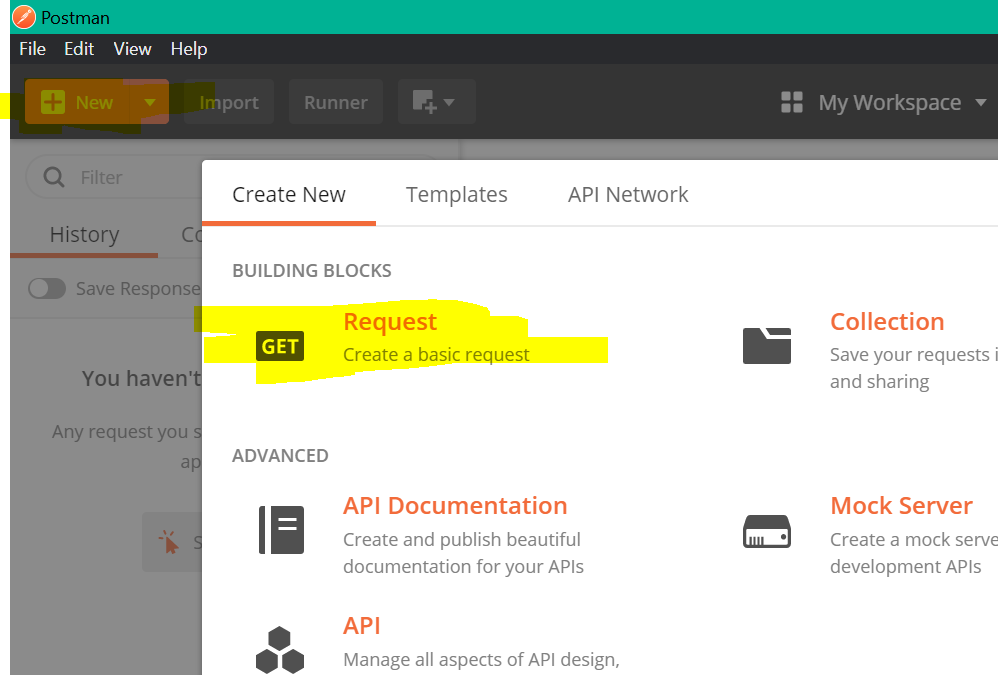 Postman
File Edit View Help
New Import Runner My Workspace
Filter
Create New Templates API Network
History
Save Response
BUILDING BLOCKS
Request
GET
Create a basic request
Collection
Save your requests i
and sharing
You haven't
Any request you s
ap
ADVANCED
API Documentation
Create and publish beautiful
documentation for your APIs
Mock Server
Create a mock serve
development APIs
S
API
Manage all aspects of API design,